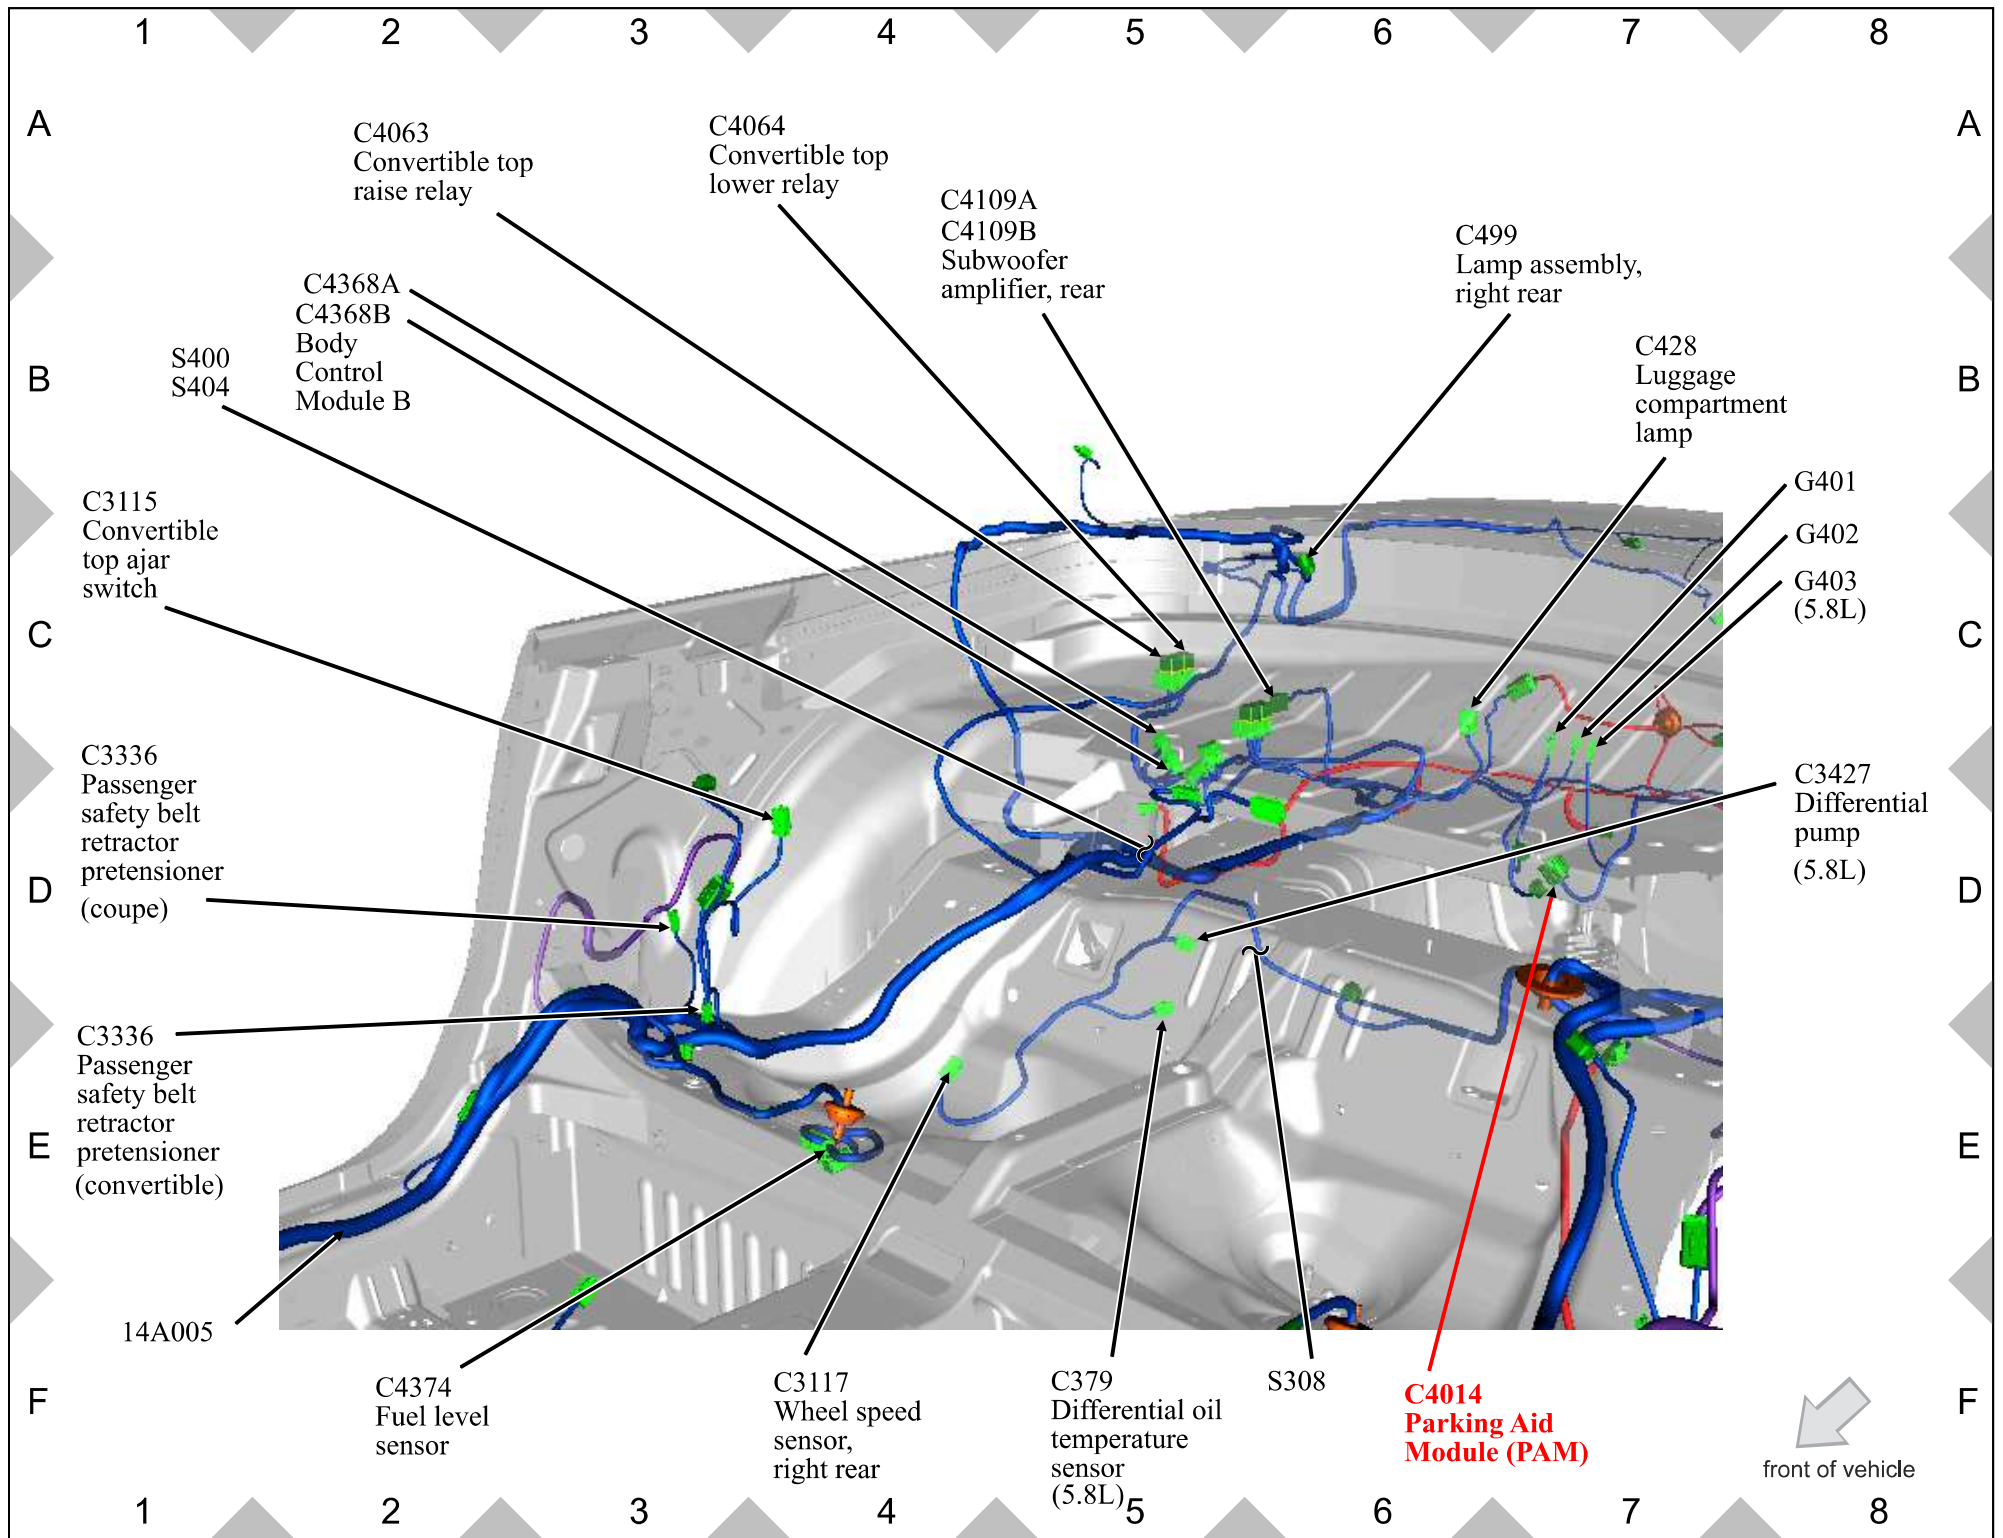 1 2 3 4 5 6 7 8
A A
C4063
Convertible top
raise relay
C4064
Convertible top
lower relay
C4109A
C4109B
Subwoofer
amplifier, rear
C499
Lamp assembly,
right rear
C4368A
C4368B
Body
Control
Module B
S400
S404
C428
Luggage
compartment
lamp
B B
G401
G402
G403
(5.8L)
C3115
Convertible
top ajar
switch
C C
C3336
Passenger
safety belt
retractor
pretensioner
(coupe)
C3427
Differential
pump
(5.8L)
D D
C3336
Passenger
safety belt
retractor
pretensioner
(convertible)
E E
14A005
C4374
Fuel level
sensor
C3117
Wheel speed
sensor,
right rear
C379
Differential oil
temperature
sensor
(5.8L)
S308
C4014
Parking Aid
Module (PAM)
F F
front of vehicle
1 2 3 4 5 6 7 8